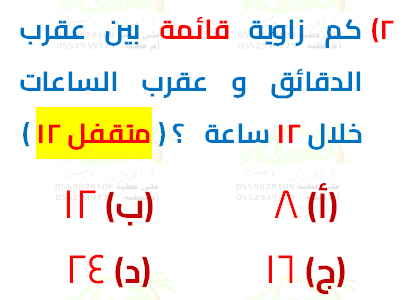 ٢) كم زاوية قائمة بين عقرب
الدقائق و عقرب الساعات
خلال ١٢ ساعة ؟ ( متقفل ١٢ )
(أ) ٨ (ب) ١٢
(ج) ١٦ (د) ٢٤